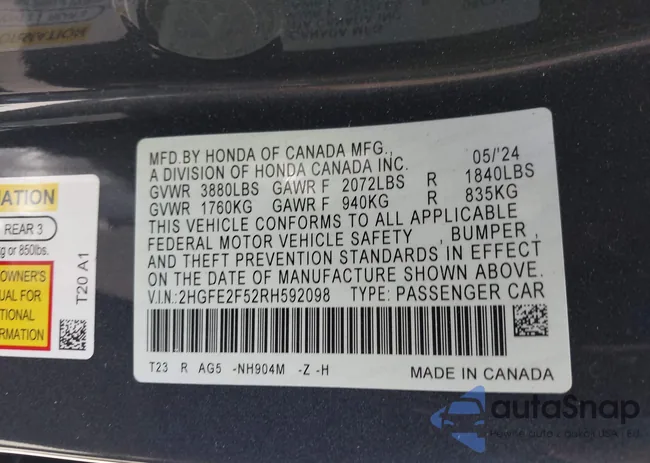 MFD.BY HONDA OF CANADA MFG., 05/'24
A DIVISION OF HONDA CANADA INC.
GVWR 3880LBS GAWR F 2072LBS R 1840LBS
GVWR 1760KG GAWR F 940KG R 835KG
THIS VEHICLE CONFORMS TO ALL APPLICABLE
FEDERAL MOTOR VEHICLE SAFETY , BUMPER ,
AND THEFT PREVENTION STANDARDS IN EFFECT
ON THE DATE OF MANUFACTURE SHOWN ABOVE.
V.I.N:2HGFE2F52RH592098 TYPE: PASSENGER CAR
T23 R AG5 -NH904M -Z -H
MADE IN CANADA
REAR 3
or 850lbs.
OWNER'S
FOR
T20 A1
autoSnap